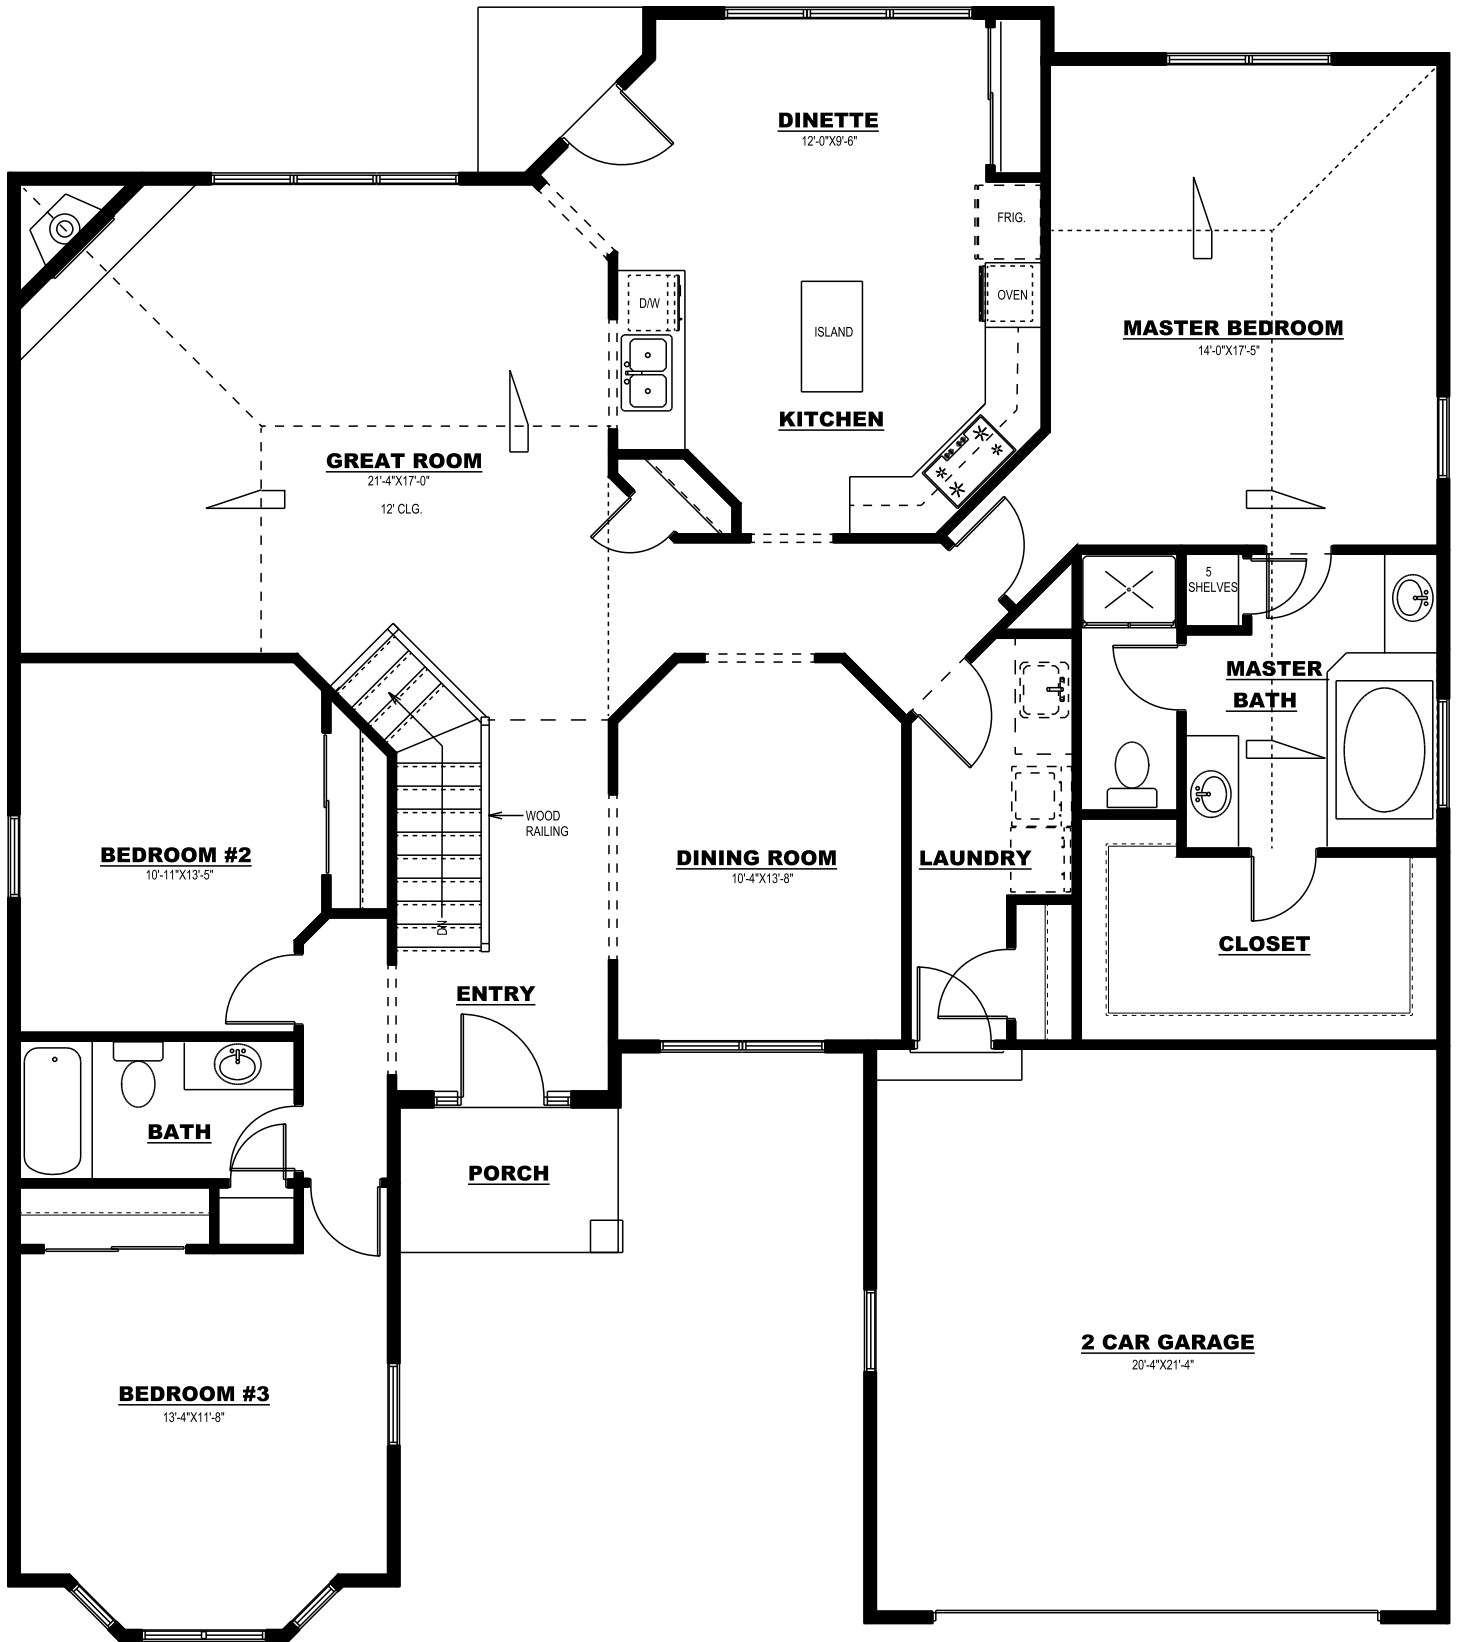 DINETTE
12'-0"X9'-6"
FRIG.
OVEN
D/W
ISLAND
KITCHEN
MASTER BEDROOM
14'-0"X17'-5"
GREAT ROOM
21'-4"X17'-0"
12' CLG.
5
SHELVES
MASTER
BATH
WOOD
RAILING
BEDROOM #2
10'-11"X13'-5"
DINING ROOM
10'-4"X13'-8"
LAUNDRY
DN
CLOSET
ENTRY
BATH
PORCH
2 CAR GARAGE
20'-4"X21'-4"
BEDROOM #3
13'-4"X11'-8"